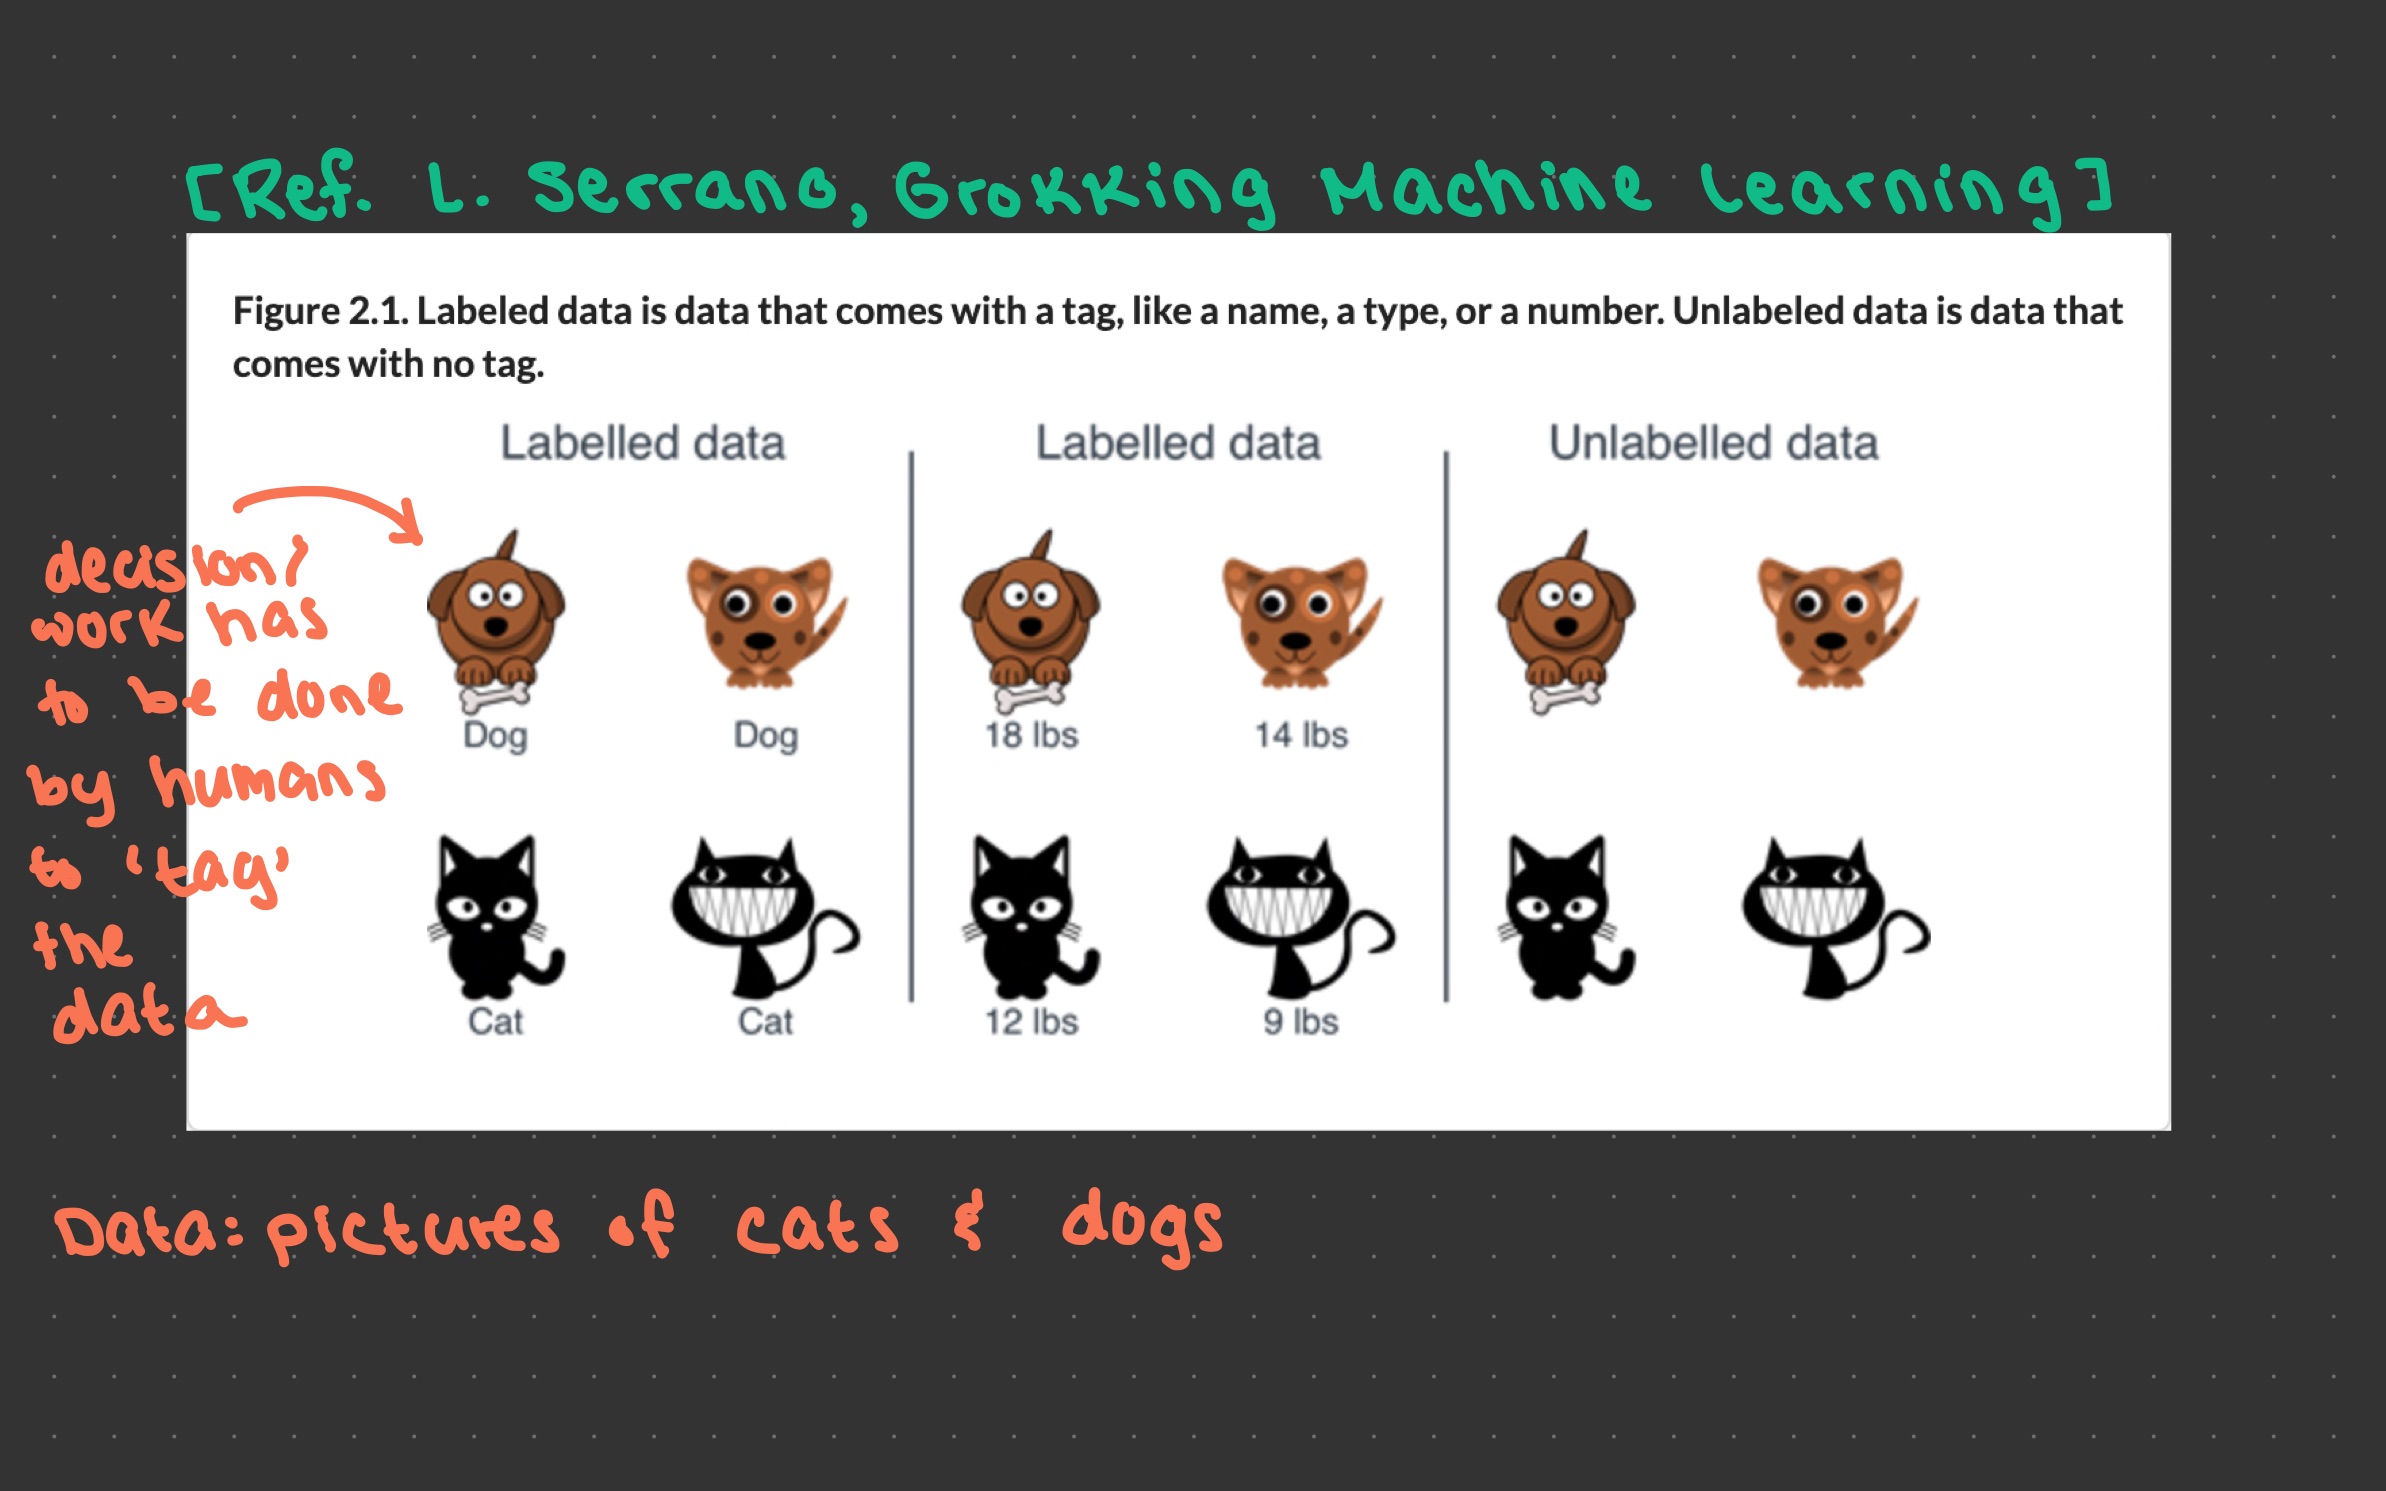 [Ref. L. Serrano, Grokking Machine Learning]
Figure 2.1. Labeled data is data that comes with a tag, like a name, a type, or a number. Unlabeled data is data that
comes with no tag.
Labelled data
Labelled data
Unlabelled data
decision/
work has
to be done
by humans
to 'tag'
the
data
Dog
Dog
18 lbs
14 lbs
Cat
Cat
12 lbs
9 lbs
Data: pictures of cats & dogs